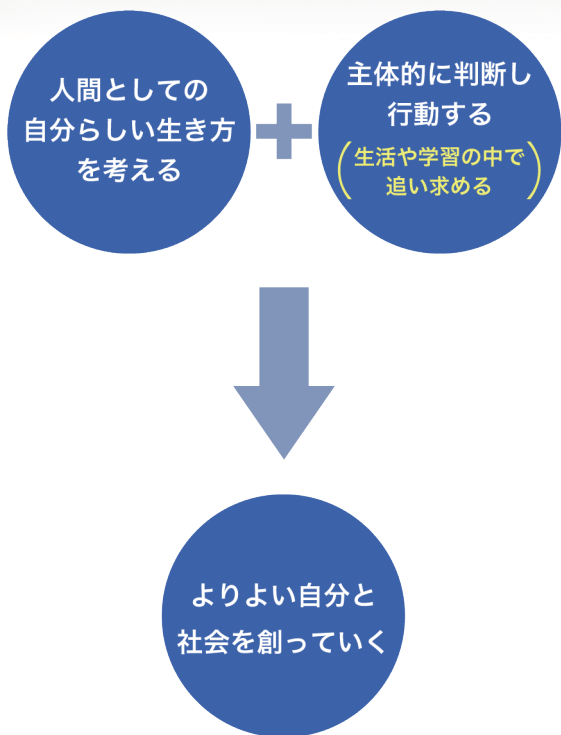 人間としての
自分らしい生き方
を考える
主体的に判断し
行動する
(生活や学習の中で
追い求める)
よりよい自分と
社会を創っていく